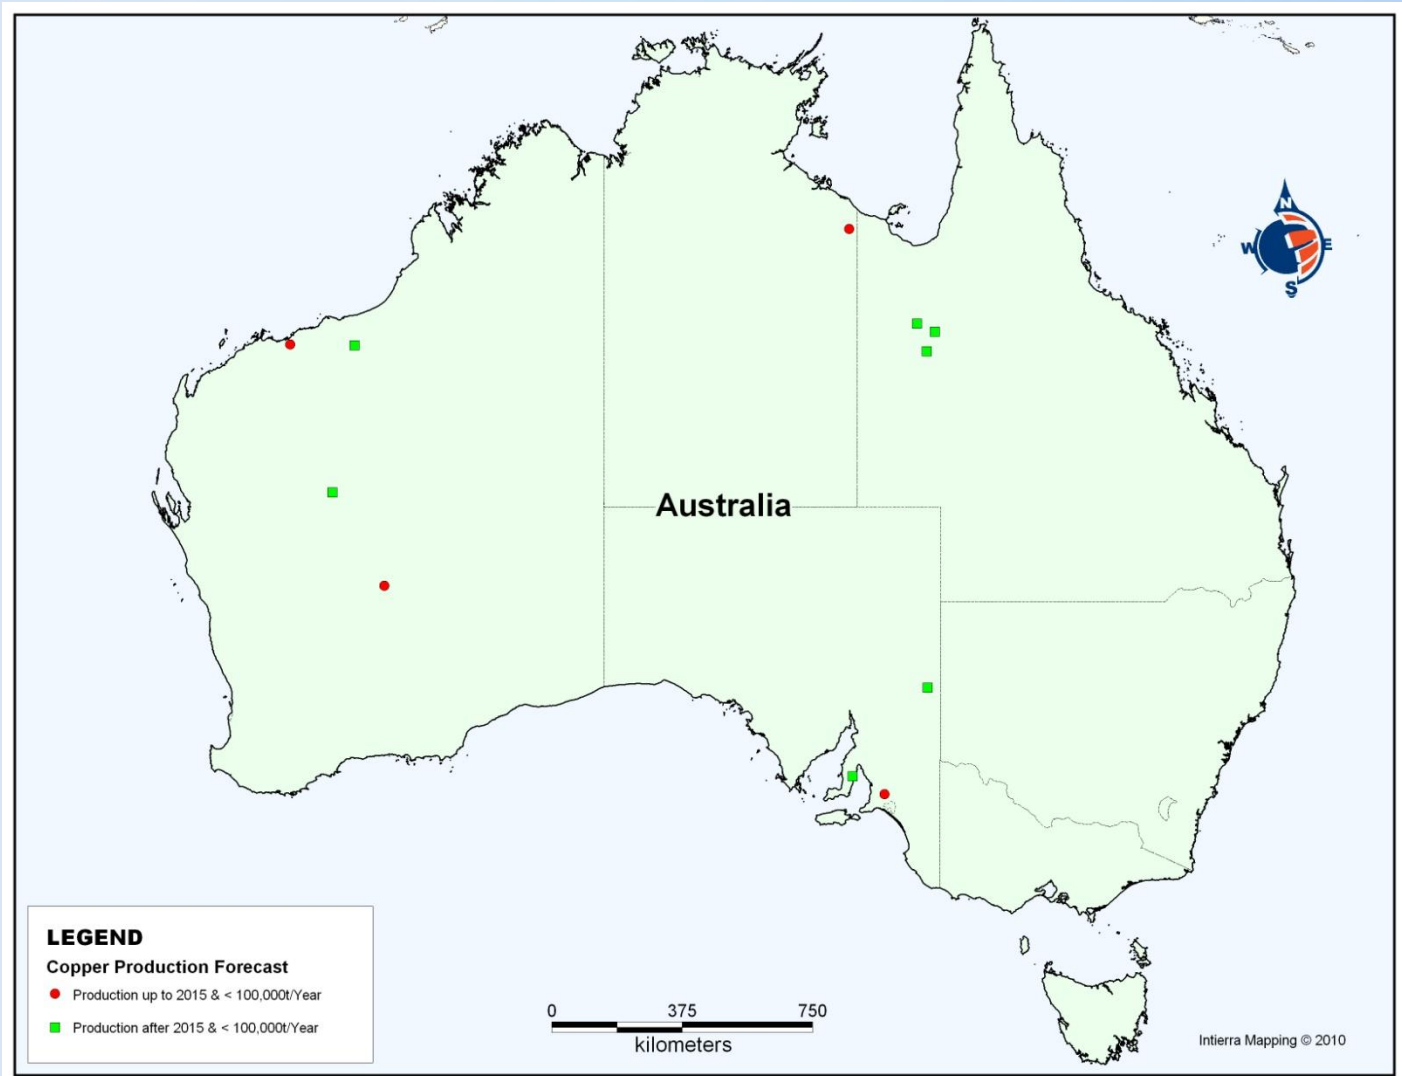 N
W
E
S
Australia
LEGEND
Copper Production Forecast
Production up to 2015 & < 100,000t/Year
Production after 2015 & < 100,000t/Year
0 375 750
kilometers
Intierra Mapping © 2010